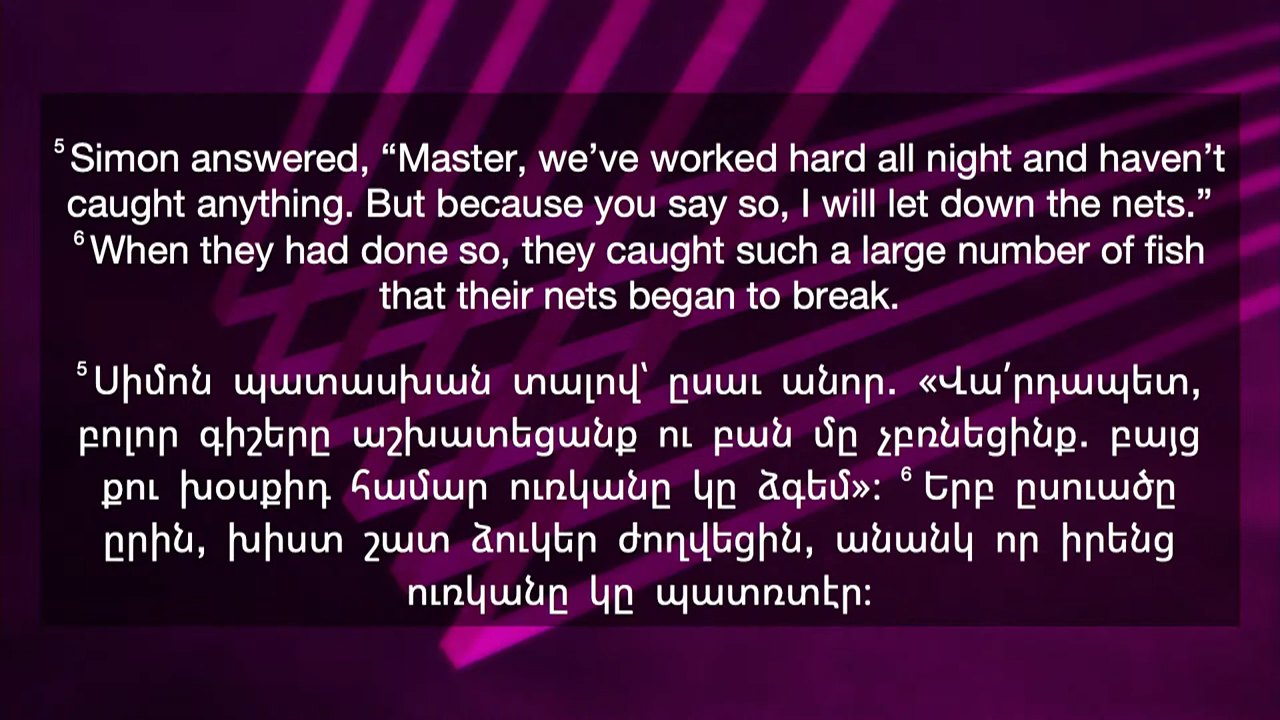 5 Simon answered, “Master, we’ve worked hard all night and haven’t
caught anything. But because you say so, I will let down the nets.”
6 When they had done so, they caught such a large number of fish
that their nets began to break.
5 Սիմոն պատասխան տալով՝ ըսաւ անոր. «Վա՛րդապետ,
բոլոր գիշերը աշխատեցանք ու բան մը չբռնեցինք. բայց
քու խօսքիդ համար ուռկանը կը ձգեմ»: 6 Երբ ըսուածը
ըրին, խիստ շատ ձուկեր ժողվեցին, անանկ որ իրենց
ուռկանը կը պատռտէր: